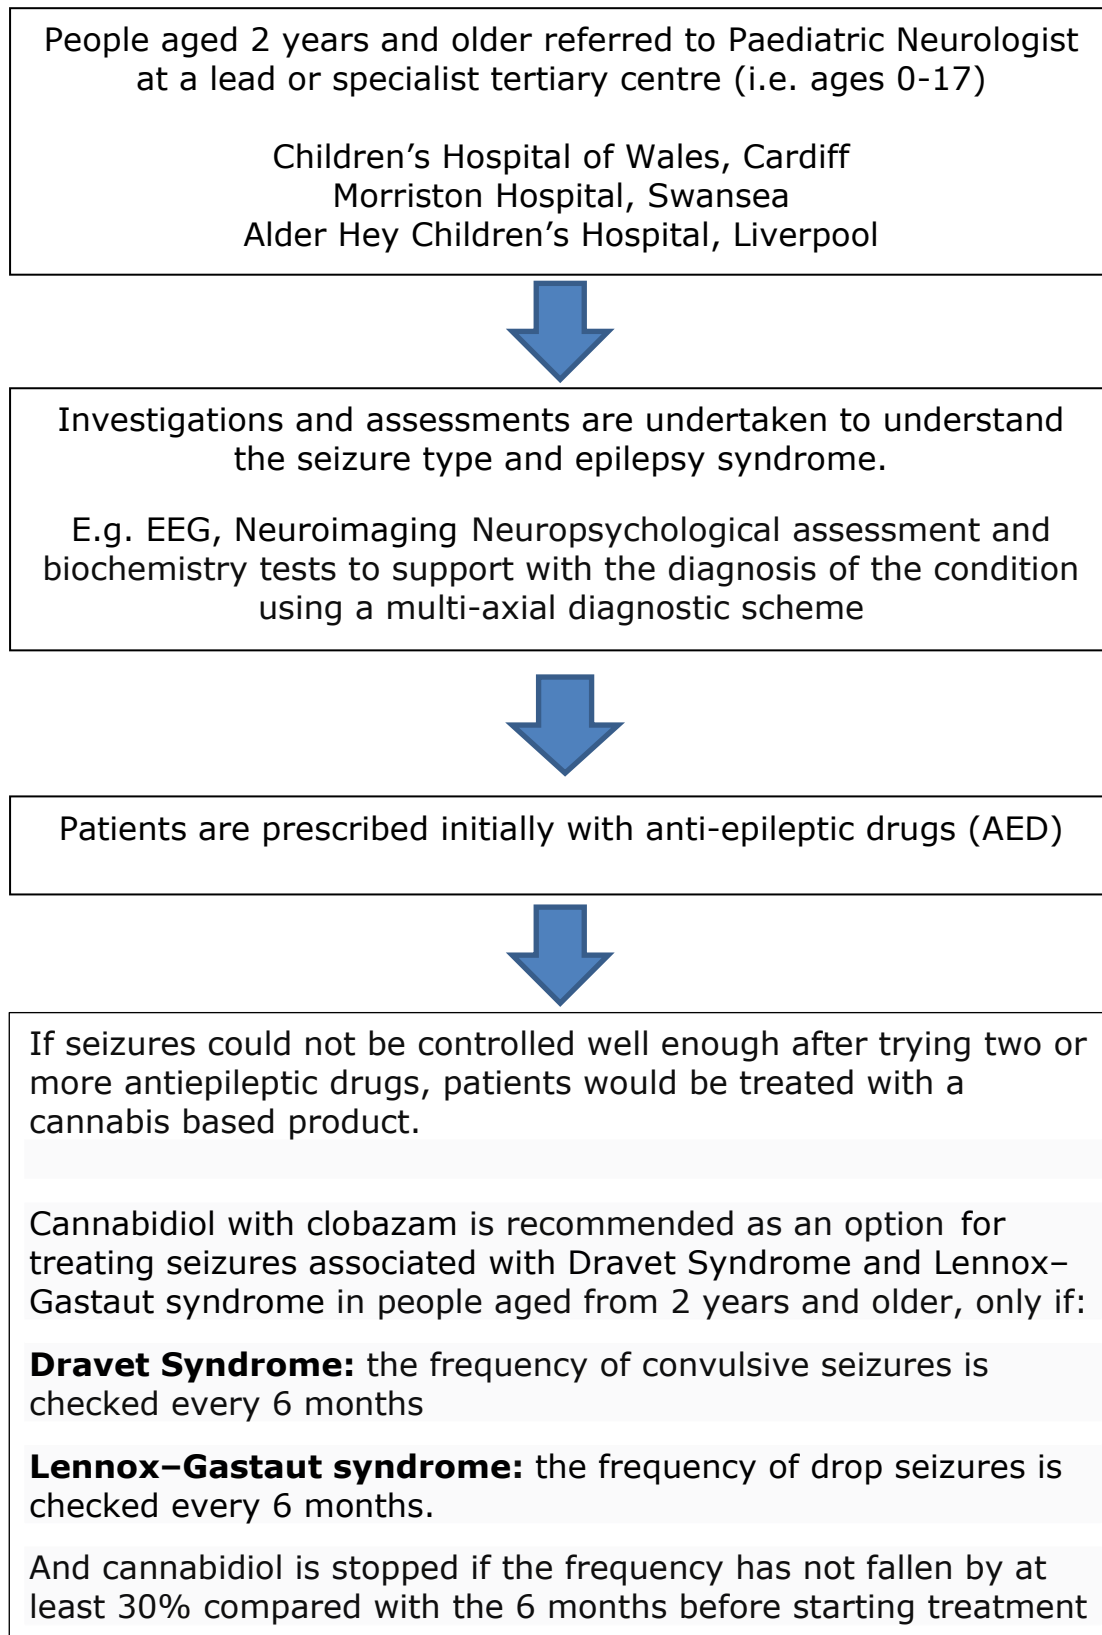 People aged 2 years and older referred to Paediatric Neurologist
at a lead or specialist tertiary centre (i.e. ages 0-17)
Children’s Hospital of Wales, Cardiff
Morriston Hospital, Swansea
Alder Hey Children’s Hospital, Liverpool
Investigations and assessments are undertaken to understand
the seizure type and epilepsy syndrome.
E.g. EEG, Neuroimaging Neuropsychological assessment and
biochemistry tests to support with the diagnosis of the condition
using a multi-axial diagnostic scheme
Patients are prescribed initially with anti-epileptic drugs (AED)
If seizures could not be controlled well enough after trying two or
more antiepileptic drugs, patients would be treated with a
cannabis based product.
Cannabidiol with clobazam is recommended as an option for
treating seizures associated with Dravet Syndrome and Lennox–
Gastaut syndrome in people aged from 2 years and older, only if:
Dravet Syndrome: the frequency of convulsive seizures is
checked every 6 months
Lennox–Gastaut syndrome: the frequency of drop seizures is
checked every 6 months.
And cannabidiol is stopped if the frequency has not fallen by at
least 30% compared with the 6 months before starting treatment